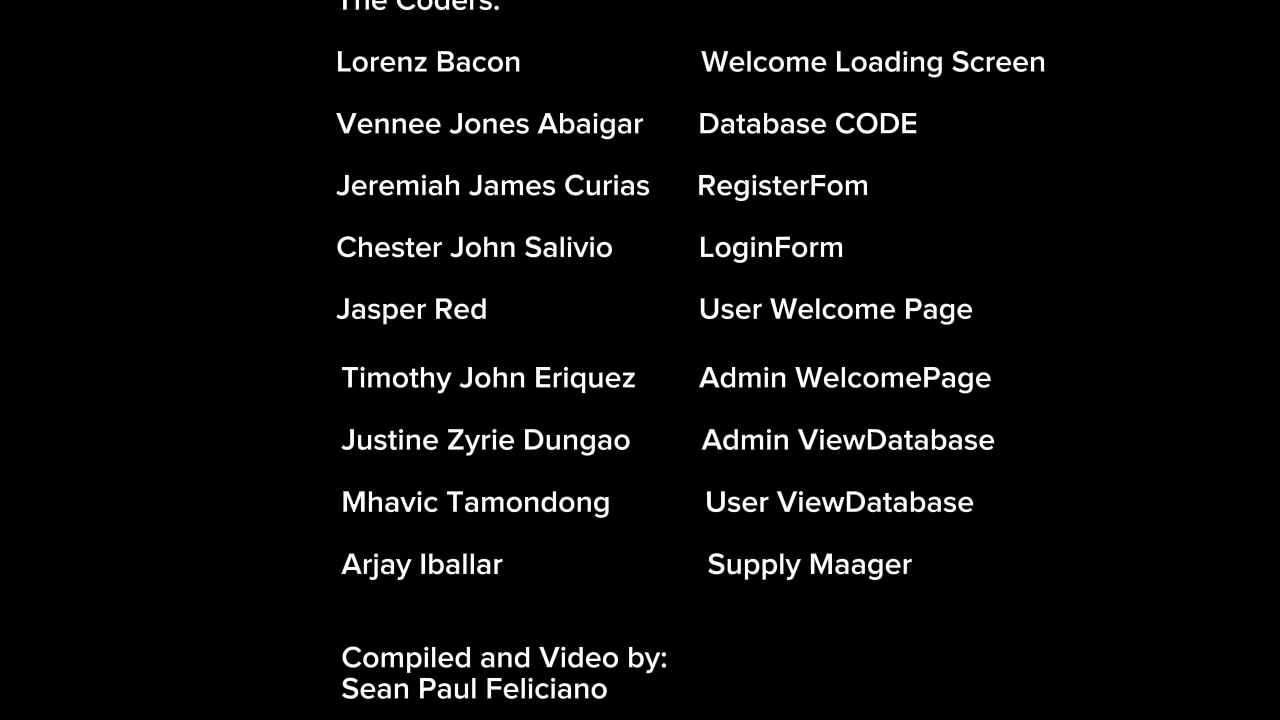 The Coders:
Lorenz Bacon Welcome Loading Screen
Vennee Jones Abaigar Database CODE
Jeremiah James Curias RegisterFom
Chester John Salivio LoginForm
Jasper Red User Welcome Page
Timothy John Eriquez Admin WelcomePage
Justine Zyrie Dungao Admin ViewDatabase
Mhavic Tamondong User ViewDatabase
Arjay Iballar Supply Maager
Compiled and Video by:
Sean Paul Feliciano